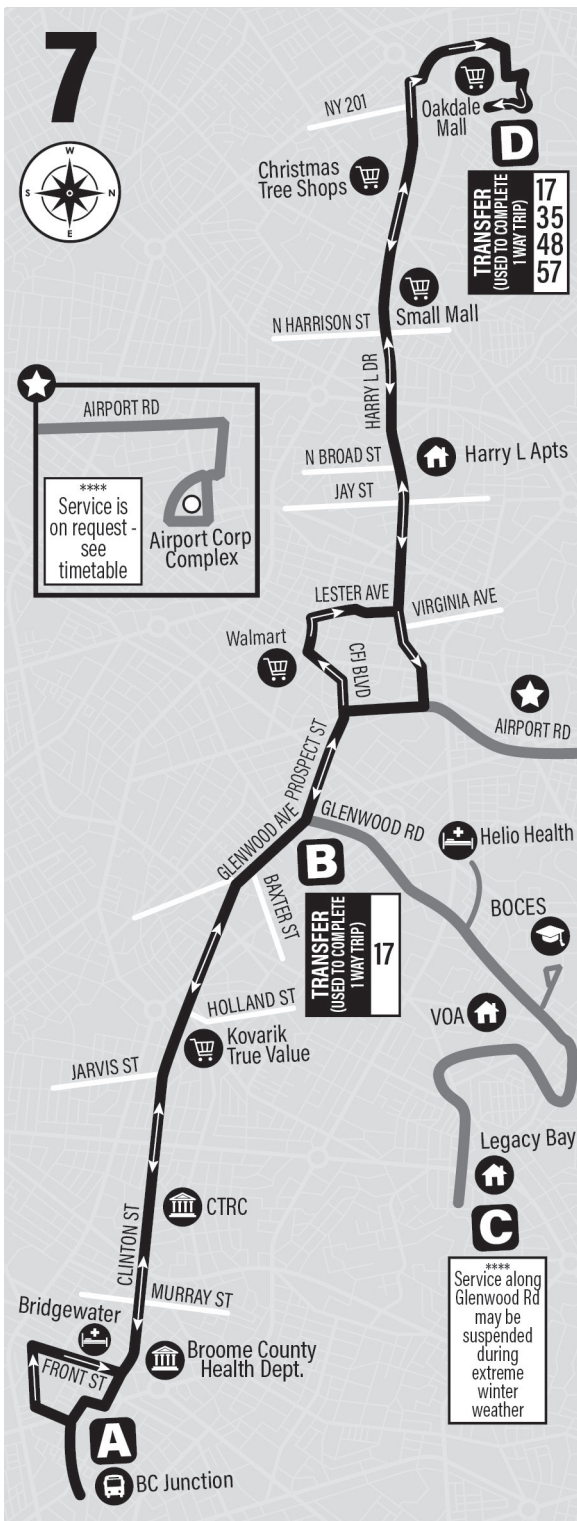 7
W
S
N
E
NY 201
Oakdale
Mall
D
Christmas
Tree Shops
TRANSFER
(USED TO COMPLETE
1 WAY TRIP)
17
35
48
57
Small Mall
N HARRISON ST
HARRY L DR
AIRPORT RD
****
Service is
on request -
see
timetable
Airport Corp
Complex
N BROAD ST
Harry L Apts
JAY ST
LESTER AVE
VIRGINIA AVE
Walmart
CFJ BLVD
AIRPORT RD
PROSPECT ST
GLENWOOD AVE
GLENWOOD RD
Helio Health
B
BAXTER ST
TRANSFER
(USED TO COMPLETE
1 WAY TRIP)
17
BOCES
HOLLAND ST
VOA
Kovarik
True Value
JARVIS ST
Legacy Bay
C
****
Service along
Glenwood Rd
may be
suspended
during
extreme
winter
weather
CTRC
CLINTON ST
MURRAY ST
Bridgewater
Broome County
Health Dept.
FRONT ST
A
BC Junction